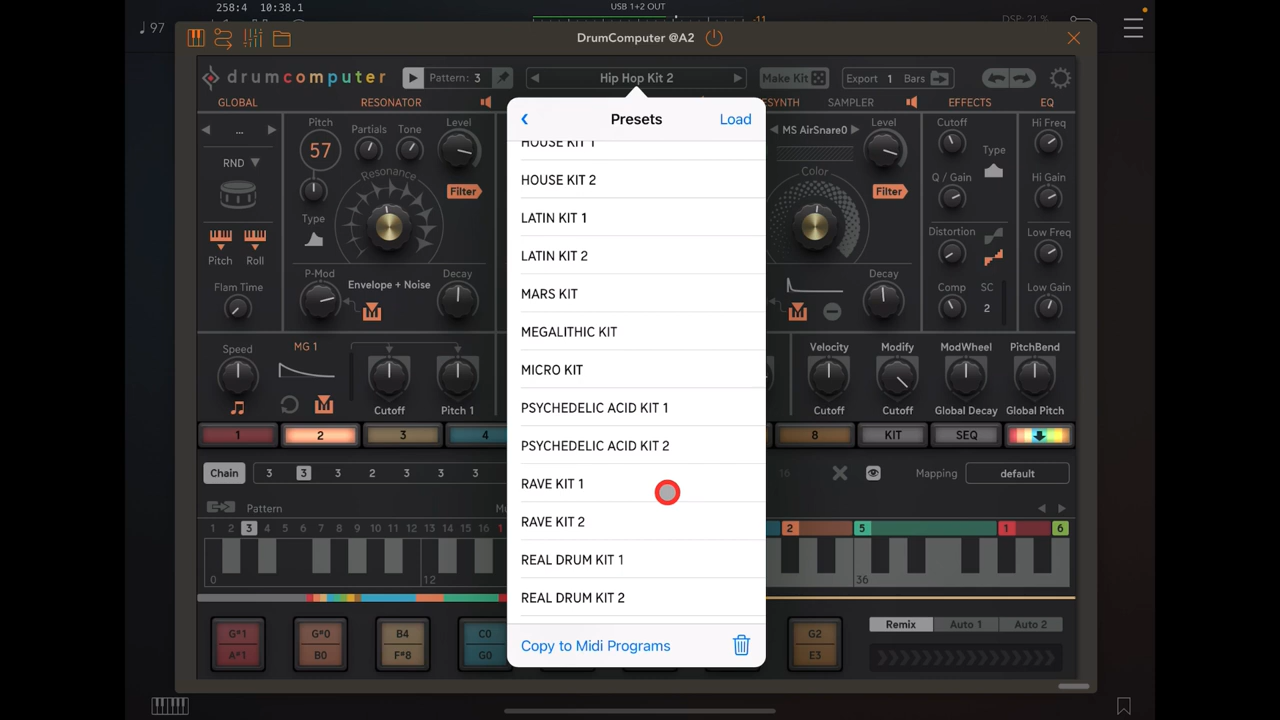 258:4 10:38.1
USB 1+2 OUT
-11
DSP: 21 %
97
DrumComputer @A2
drumcomputer
Pattern: 3
Hip Hop Kit 2
Make Kit
Export 1 Bars
GLOBAL
RESONATOR
SAMPLER
EFFECTS
EQ
Presets
Load
HOUSE KIT 1
HOUSE KIT 2
LATIN KIT 1
LATIN KIT 2
MARS KIT
MEGALITHIC KIT
MICRO KIT
PSYCHEDELIC ACID KIT 1
PSYCHEDELIC ACID KIT 2
RAVE KIT 1
RAVE KIT 2
REAL DRUM KIT 1
REAL DRUM KIT 2
Copy to Midi Programs
...
RND
Pitch
Roll
Flam Time
Pitch
57
Partials
Tone
Level
Resonance
Filter
Type
P-Mod
Envelope + Noise
Decay
MS AirSnare0
Level
Color
Filter
Decay
Cutoff
Type
Q / Gain
Distortion
Comp
SC
2
Hi Freq
Hi Gain
Low Freq
Low Gain
Speed
MG 1
Cutoff
Pitch 1
Velocity
Cutoff
Modify
Cutoff
ModWheel
Global Decay
PitchBend
Global Pitch
1 2 3 4 8 KIT SEQ
Chain
3 3 3 2 3 3 3
16
Mapping
default
Pattern
1 2 3 4 5 6 7 8 9 10 11 12 13 14 15 16 1
2 5 1 6
0 12 36
G#1
A#1
G#0
B0
B4
F#8
C0
G0
G2
E3
Remix
Auto 1
Auto 2